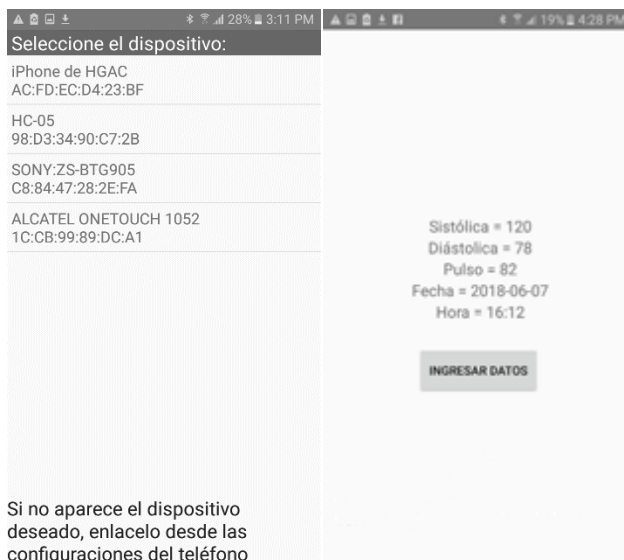 28% 3:11 PM
Seleccione el dispositivo:
iPhone de HGAC
AC:FD:EC:D4:23:BF
HC-05
98:D3:34:90:C7:2B
SONY:ZS-BTG905
C8:84:47:28:2E:FA
ALCATEL ONETOUCH 1052
1C:CB:99:89:DC:A1
Si no aparece el dispositivo
deseado, enlacelo desde las
configuraciones del teléfono
19% 4:28 PM
Sistólica = 120
Diástolica = 78
Pulso = 82
Fecha = 2018-06-07
Hora = 16:12
INGRESAR DATOS